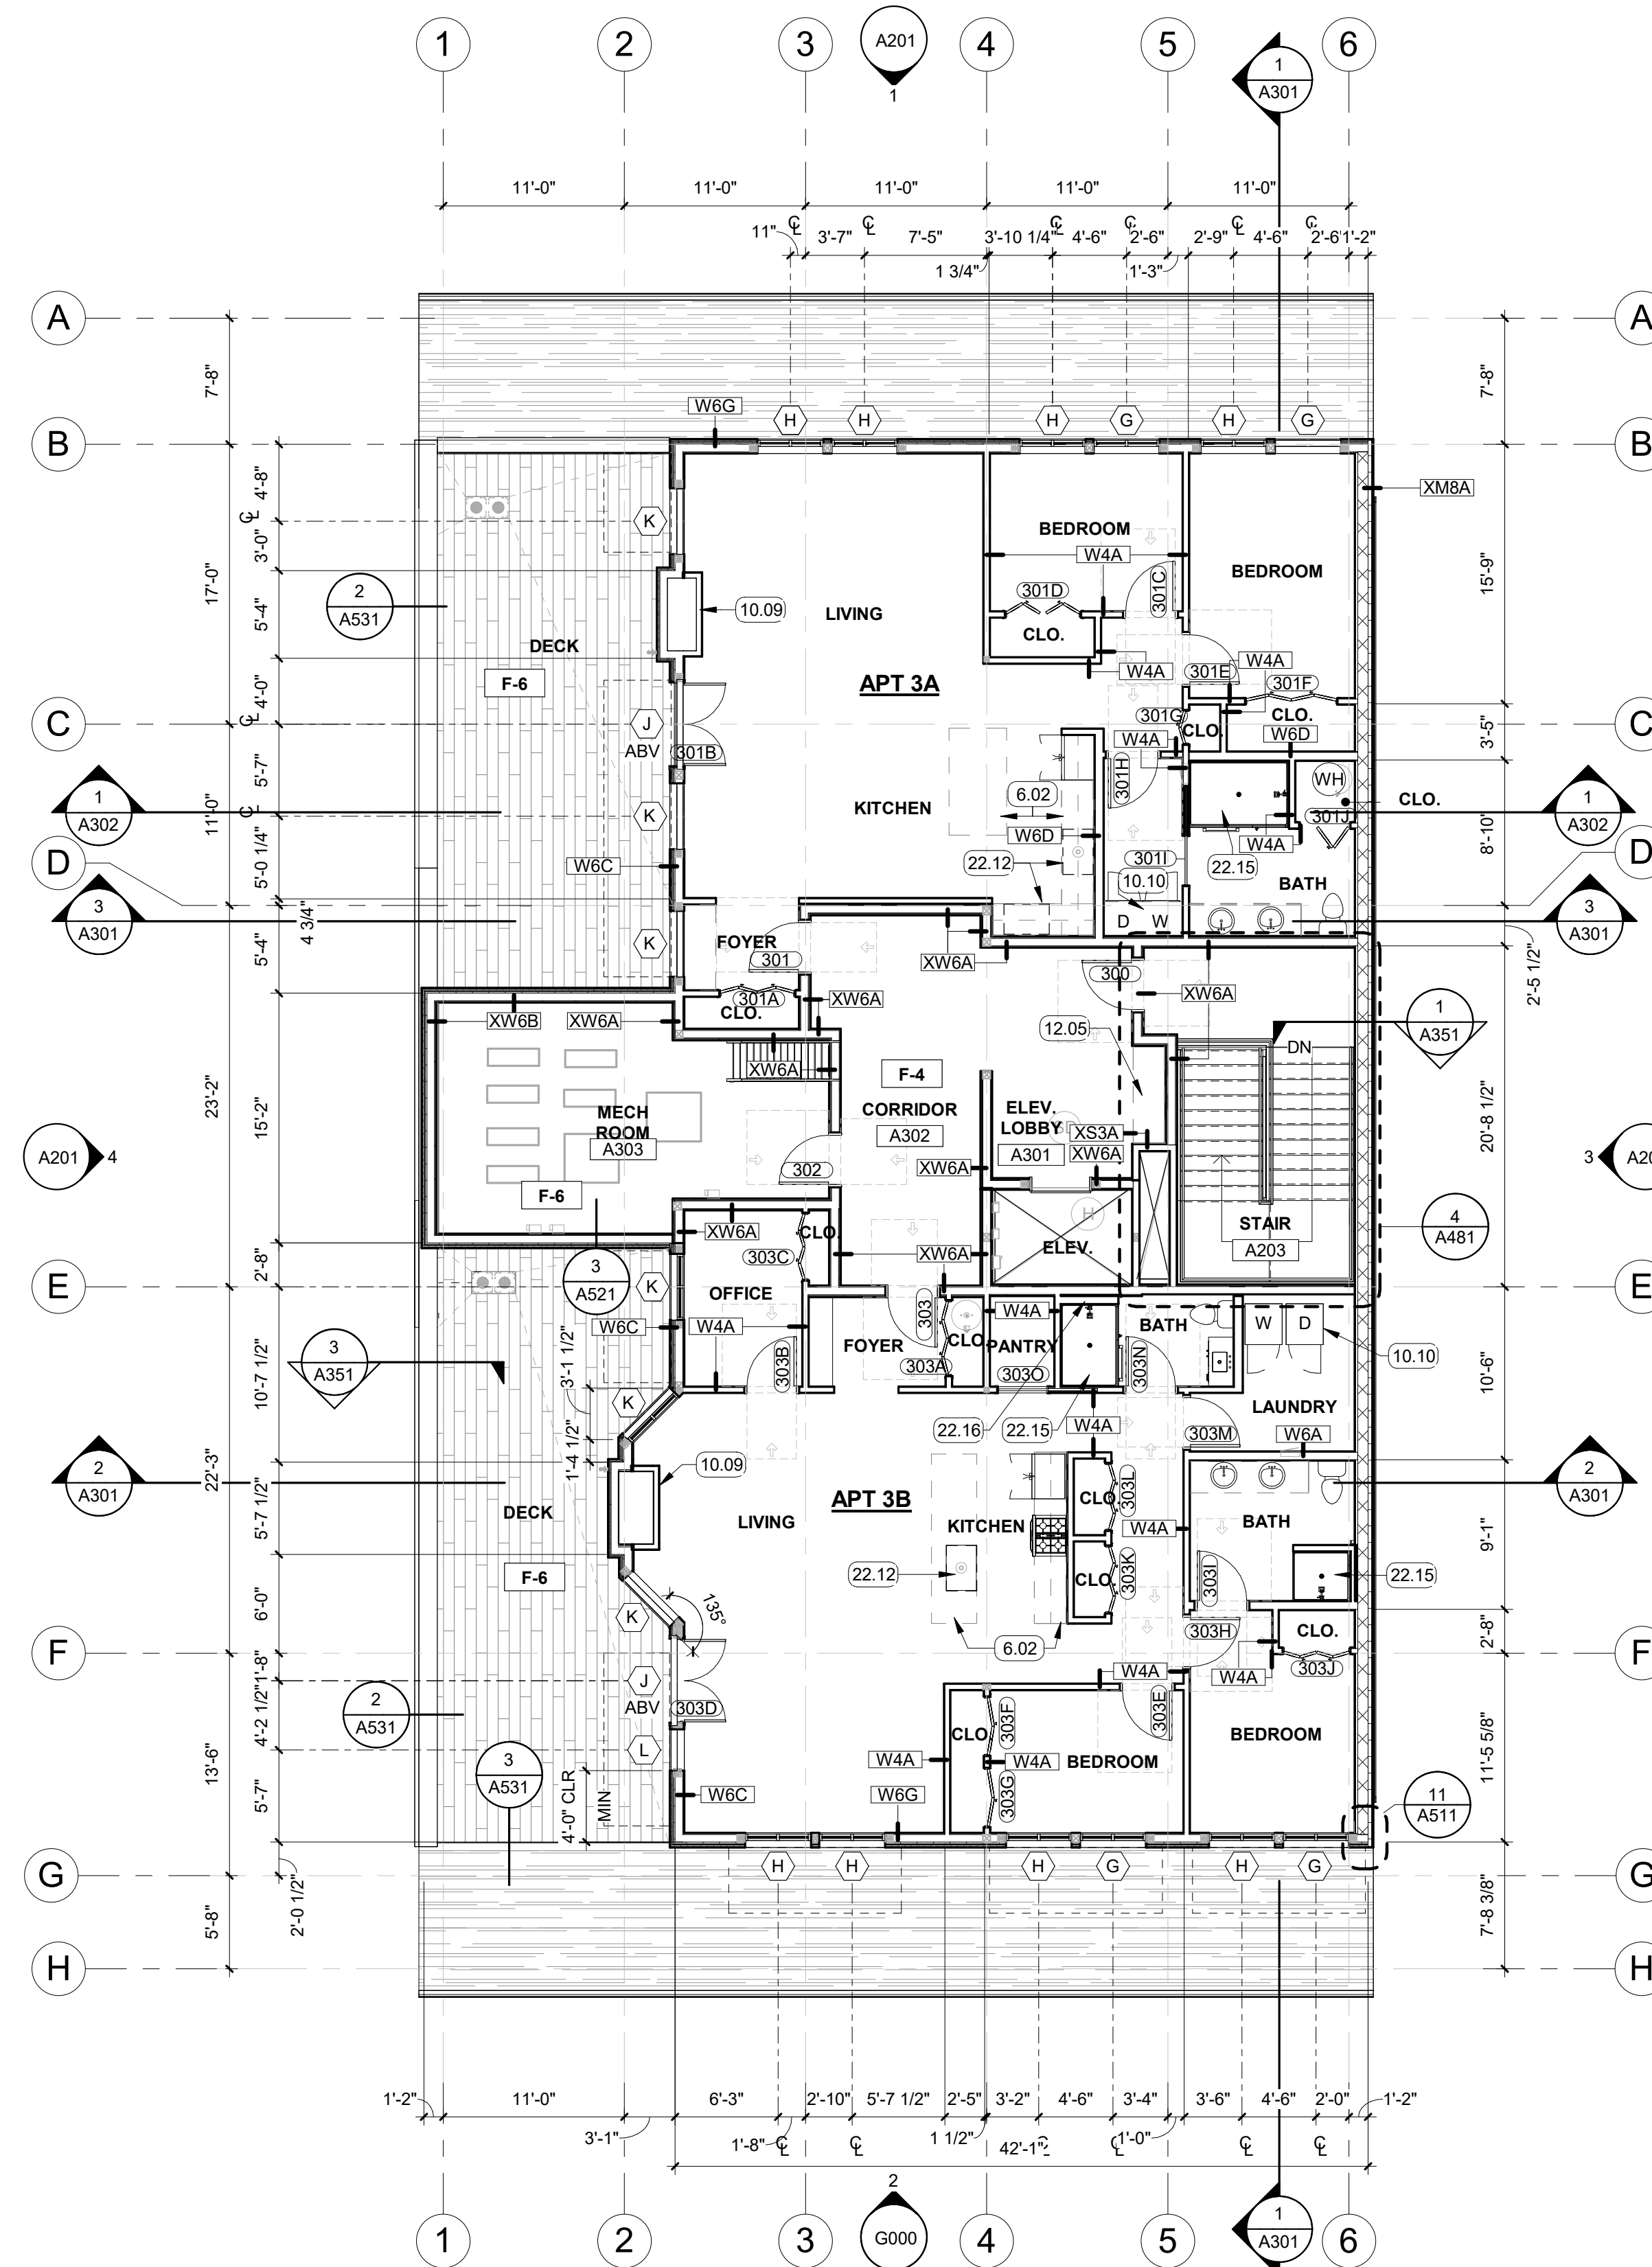 1
2
3
A201
1
4
5
1
A301
6
11'-0"
11'-0"
11'-0"
11'-0"
11'-0"
11"
3'-7"
7'-5"
3'-10 1/4"
4'-6"
2'-6"
2'-9"
4'-6"
2'-6"
1'-2"
1 3/4"
1'-3"
A
A
7'-8"
7'-8"
W6G
H
H
H
G
H
G
B
B
XM8A
4'-8"
K
3'-0"
17'-0"
BEDROOM
W4A
15'-9"
BEDROOM
301C
301D
2
A531
5'-4"
10.09
LIVING
CLO.
DECK
F-6
APT 3A
W4A
W4A
W4A
301E
301F
4'-0"
C
J
ABV
301B
301G
CLO.
CLO.
W6D
W4A
3'-5"
C
5'-7"
1
A302
11'-0"
K
KITCHEN
6.02
W6D
301H
WH
CLO.
301J
W4A
1
A302
8'-10"
D
W6C
22.12
301I
10.10
22.15
BATH
D
5'-0 1/4"
3
A301
4 3/4"
D
W
3
A301
5'-4"
K
FOYER
301
XW6A
300
2'-5 1/2"
301A
CLO.
XW6A
XW6A
XW6B
XW6A
12.05
1
A351
DN
XW6A
F-4
23'-2"
15'-2"
MECH
ROOM
A303
CORRIDOR
A302
ELEV.
LOBBY
A301
XS3A
XW6A
20'-8 1/2"
A201
4
3
302
XW6A
F-6
H
STAIR
A203
4
A481
XW6A
CLO.
303C
XW6A
ELEV.
2'-8"
3
A521
E
K
OFFICE
E
W6C
W4A
303
W4A
BATH
W
D
3'-1 1/2"
FOYER
CLO.
PANTRY
10.10
3
A351
10'-7 1/2"
303B
303A
303O
303N
10'-6"
K
22.16
22.15
W4A
LAUNDRY
303M
W6A
1'-4 1/2"
10.09
2
A301
22'-3"
DECK
LIVING
APT 3B
KITCHEN
CLO.
303L
W4A
BATH
2
A301
5'-7 1/2"
9'-1"
F-6
22.12
CLO.
303K
303I
22.15
6'-0"
K
135°
6.02
303H
CLO.
2'-8"
F
F
1'-8"
J
ABV
303D
W4A
W4A
303J
2
A531
4'-2 1/2"
303E
CLO.
303F
BEDROOM
L
W4A
W4A
BEDROOM
13'-6"
3
A531
11'-5 5/8"
5'-7"
4'-0" CLR
MIN
W6C
W6G
303G
11
A511
G
H
H
H
G
H
G
G
2'-0 1/2"
5'-8"
7'-8 3/8"
H
H
1'-2"
11'-0"
6'-3"
2'-10"
5'-7 1/2"
2'-5"
3'-2"
4'-6"
3'-4"
3'-6"
4'-6"
2'-0"
1'-2"
3'-1"
1'-8"
1 1/2"
42'-1"
1'-0"
1
2
3
2
G000
4
5
1
A301
6